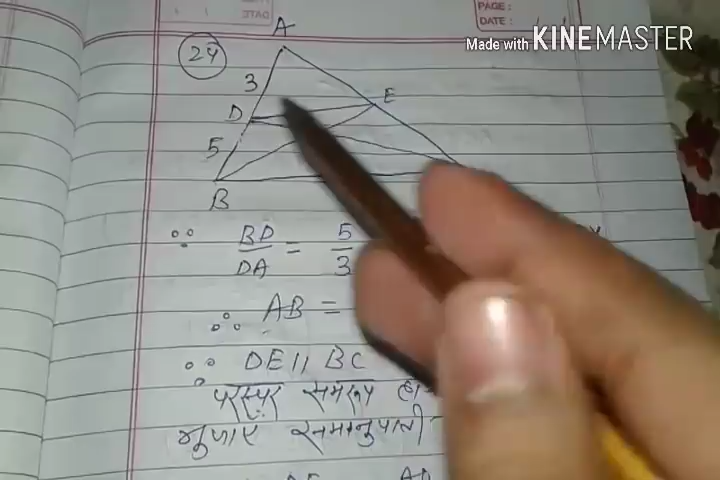 PAGE:
DATE:
Made with KINEMASTER
24
A
3
D
E
5
B
∵ BD/DA = 5/3
∴ AB =
∵ DE || BC
परस्पर समरूप
भुजाएं समानुपाती